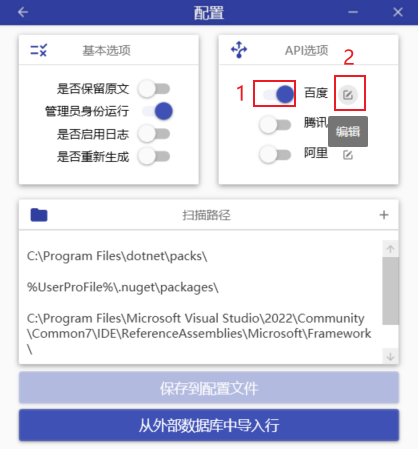 配置
基本选项
是否保留原文
管理员身份运行
是否启用日志
是否重新生成
API选项
2
1
百度
腾讯
编辑
阿里
扫描路径
C:\Program Files\dotnet\packs\
%UserProFile%\.nuget\packages\
C:\Program Files\Microsoft Visual Studio\2022\Community
\Common7\IDE\ReferenceAssemblies\Microsoft\Framework
\
保存到配置文件
从外部数据库中导入行